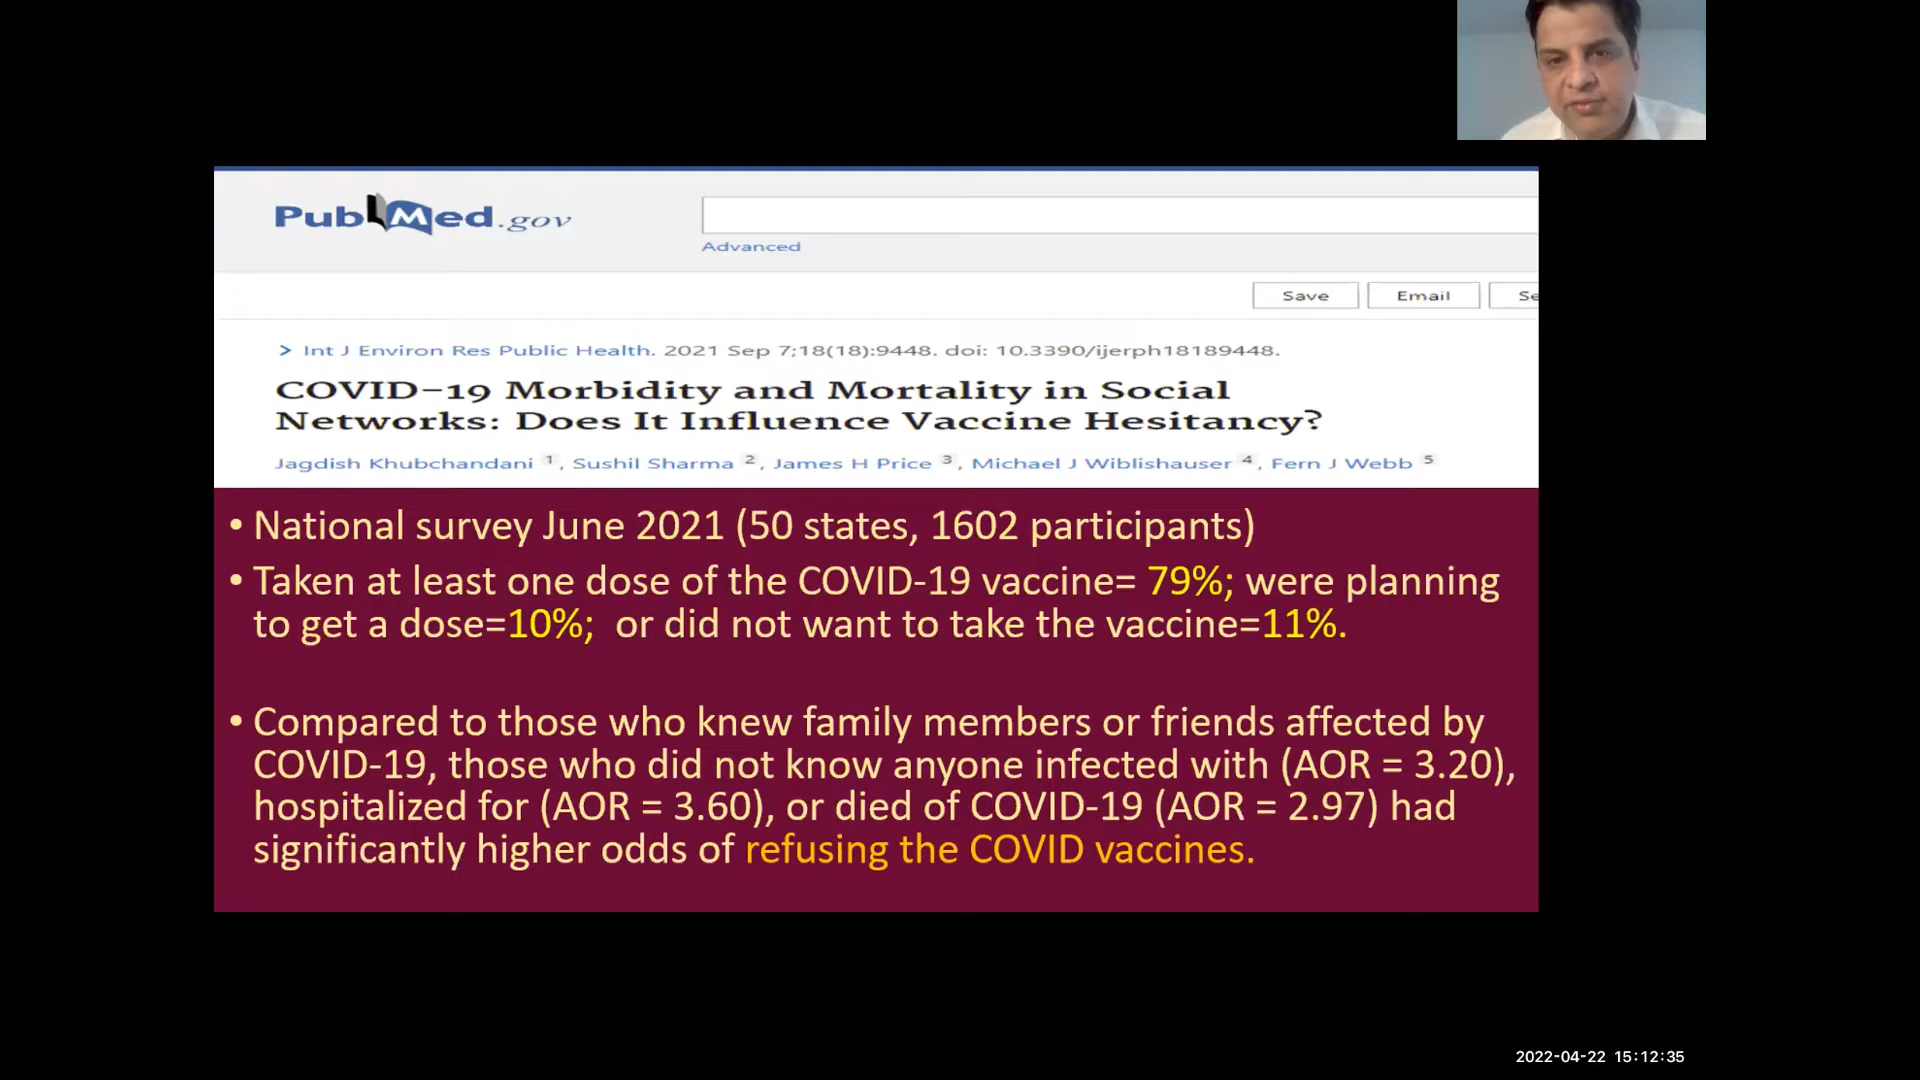 PubMed.gov
Advanced
Save Email Se
> Int J Environ Res Public Health. 2021 Sep 7;18(18):9448. doi: 10.3390/ijerph18189448.
COVID-19 Morbidity and Mortality in Social
Networks: Does It Influence Vaccine Hesitancy?
Jagdish Khubchandani 1, Sushil Sharma 2, James H Price 3, Michael J Wiblishauser 4, Fern J Webb 5
• National survey June 2021 (50 states, 1602 participants)
• Taken at least one dose of the COVID-19 vaccine= 79%; were planning
to get a dose=10%; or did not want to take the vaccine=11%.
• Compared to those who knew family members or friends affected by
COVID-19, those who did not know anyone infected with (AOR = 3.20),
hospitalized for (AOR = 3.60), or died of COVID-19 (AOR = 2.97) had
significantly higher odds of refusing the COVID vaccines.
2022-04-22 15:12:35